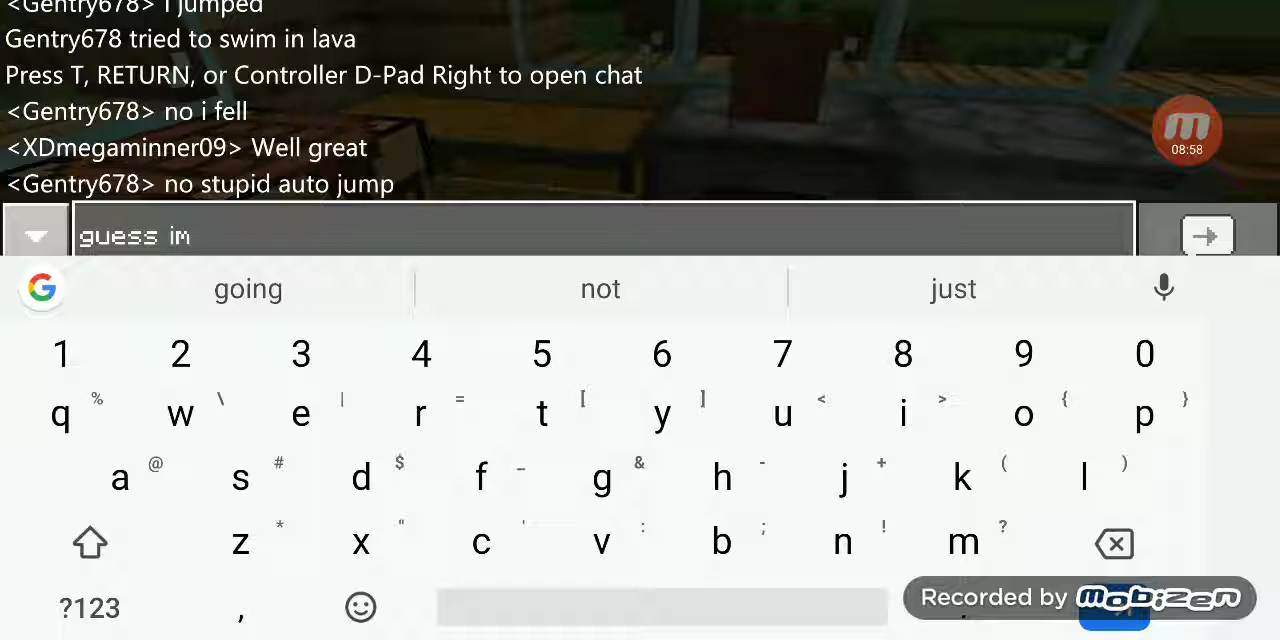 <Gentry678> I jumped
Gentry678 tried to swim in lava
Press T, RETURN, or Controller D-Pad Right to open chat
<Gentry678> no i fell
<XDmegaminner09> Well great
<Gentry678> no stupid auto jump
08:58
guess im
G going not just
1 2 3 4 5 6 7 8 9 0
q % w \ e | r = t [ y ] u < i > o { p }
a @ s # d $ f _ g & h - j + k ( l )
z * x " c ' v : b ; n ! m ?
?123 , .
Recorded by mobizen